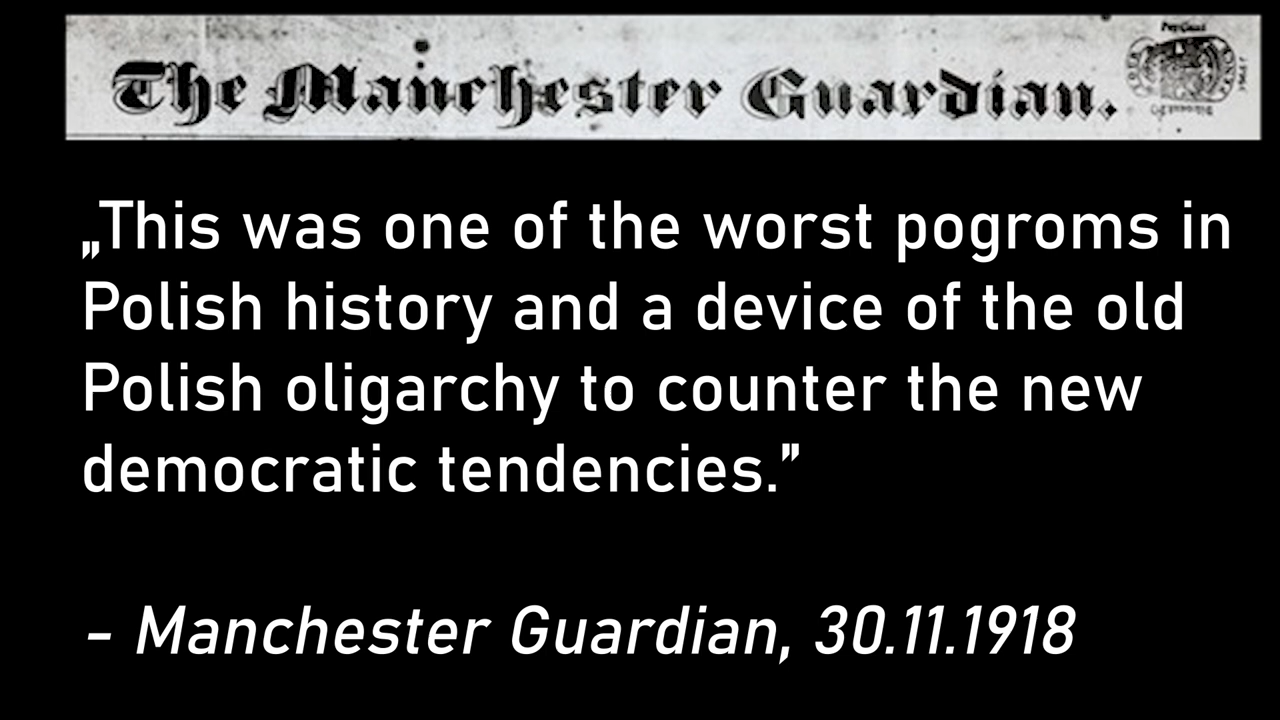 The Manchester Guardian.
„This was one of the worst pogroms in
Polish history and a device of the old
Polish oligarchy to counter the new
democratic tendencies.”
- Manchester Guardian, 30.11.1918